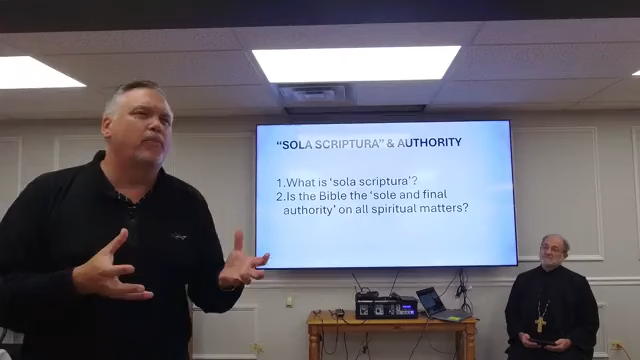 "SOLA SCRIPTURA" & AUTHORITY
1.What is 'sola scriptura'?
2.Is the Bible the 'sole and final
authority' on all spiritual matters?